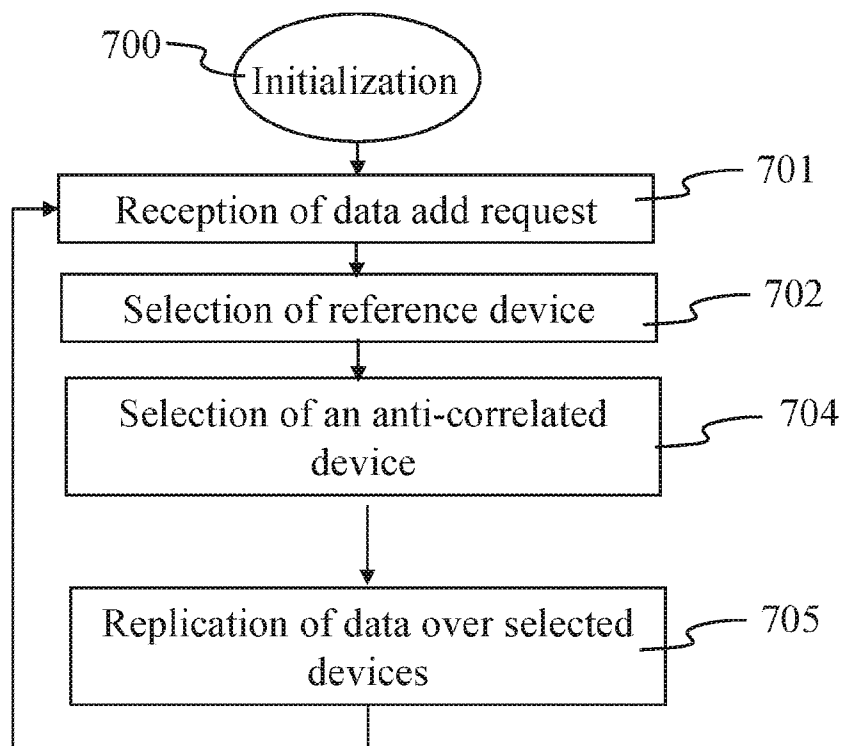 700
Initialization
701
Reception of data add request
702
Selection of reference device
704
Selection of an anti-correlated
device
705
Replication of data over selected
devices